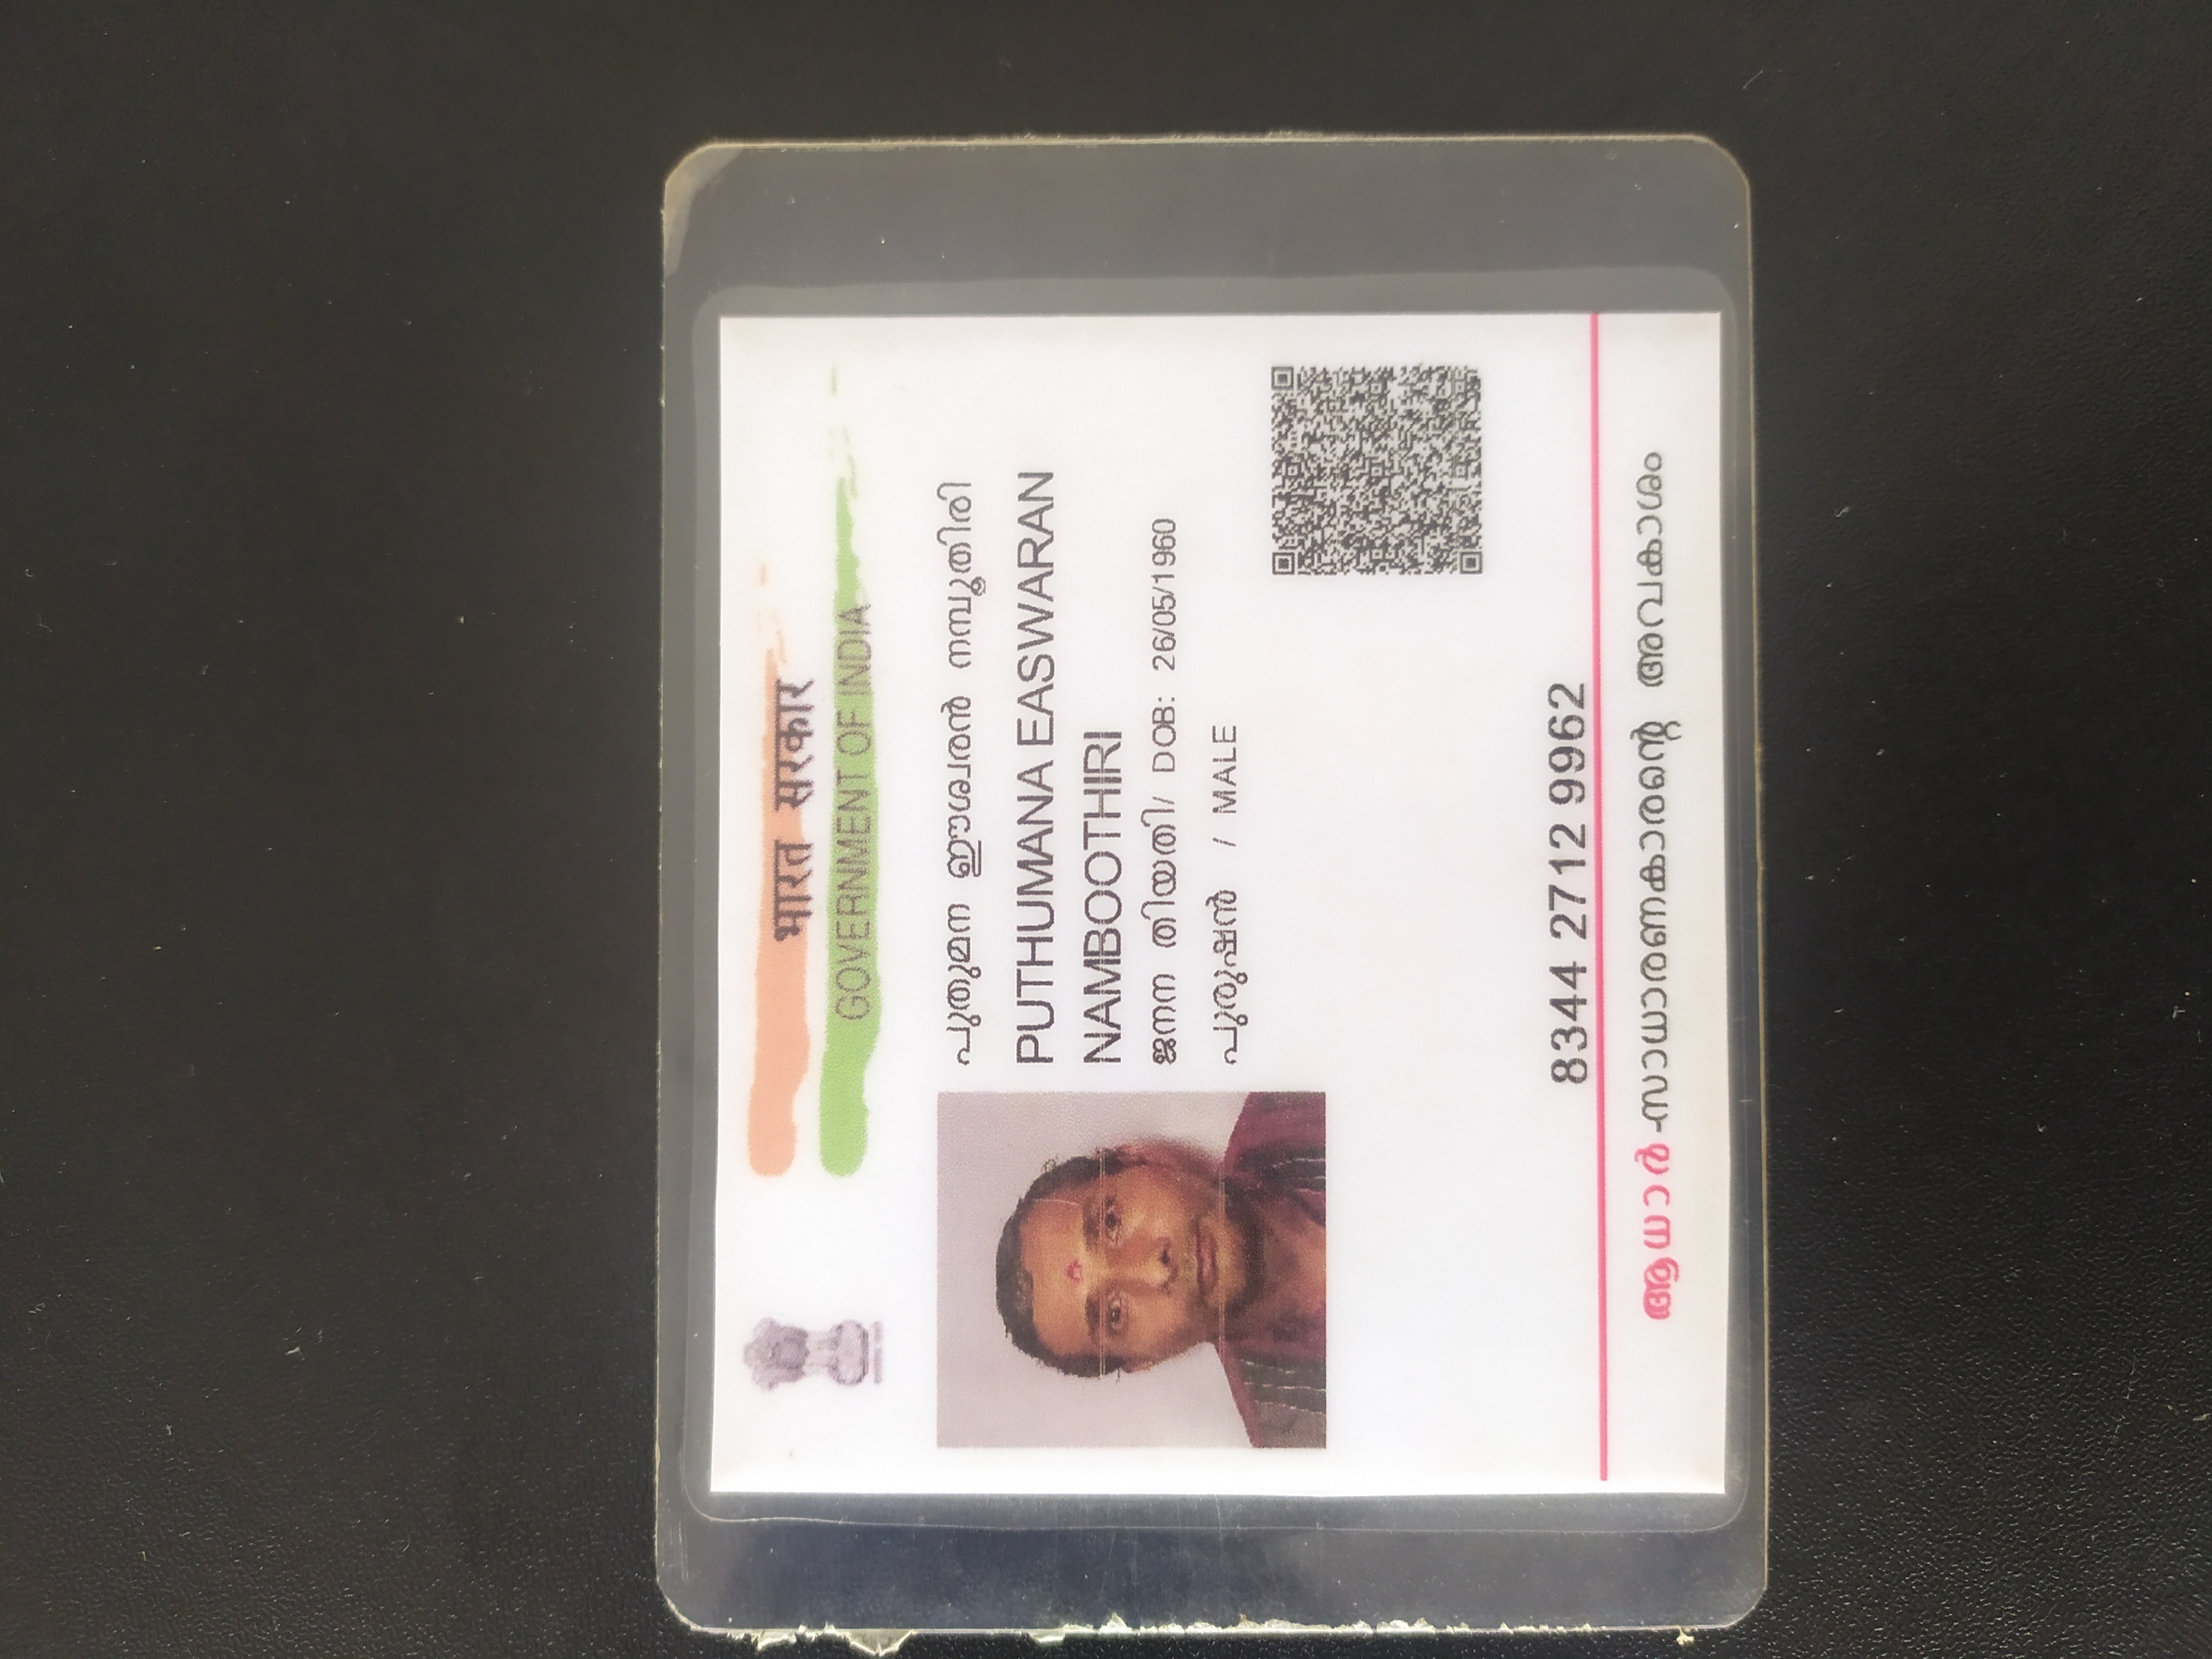 भारत सरकार
GOVERNMENT OF INDIA
പുതുമന ഈശ്വരൻ നമ്പൂതിരി
PUTHUMANA EASWARAN
NAMBOOTHIRI
ജനന തിയതി/ DOB: 26/05/1960
പുരുഷൻ / MALE
8344 2712 9962
ആധാർ-സാധാരണകാരന്റെ അവകാശം